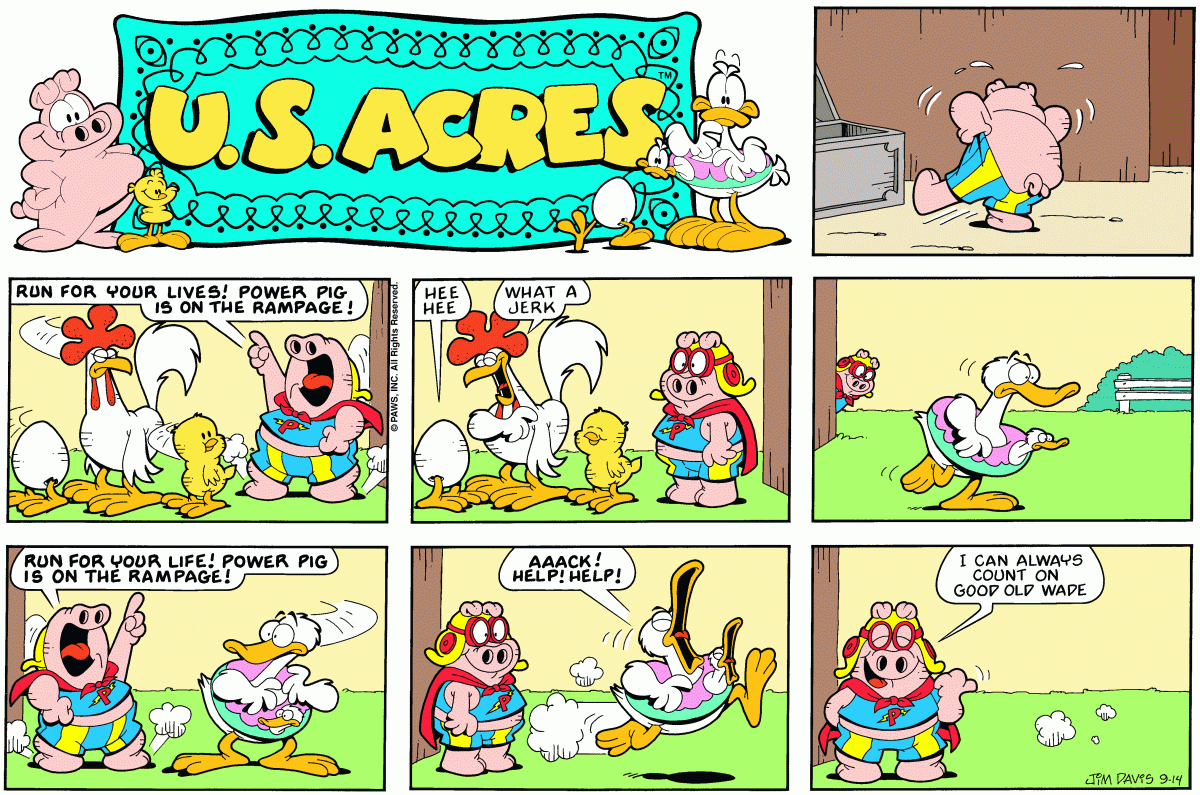 U.S. ACRES™
RUN FOR YOUR LIVES! POWER PIG
IS ON THE RAMPAGE!
P
© PAWS, INC. All Rights Reserved.
HEE
HEE
WHAT A
JERK
P
RUN FOR YOUR LIFE! POWER PIG
IS ON THE RAMPAGE!
P
AAACK!
HELP! HELP!
P
I CAN ALWAYS
COUNT ON
GOOD OLD WADE
P
JIM DAVIS 9-14